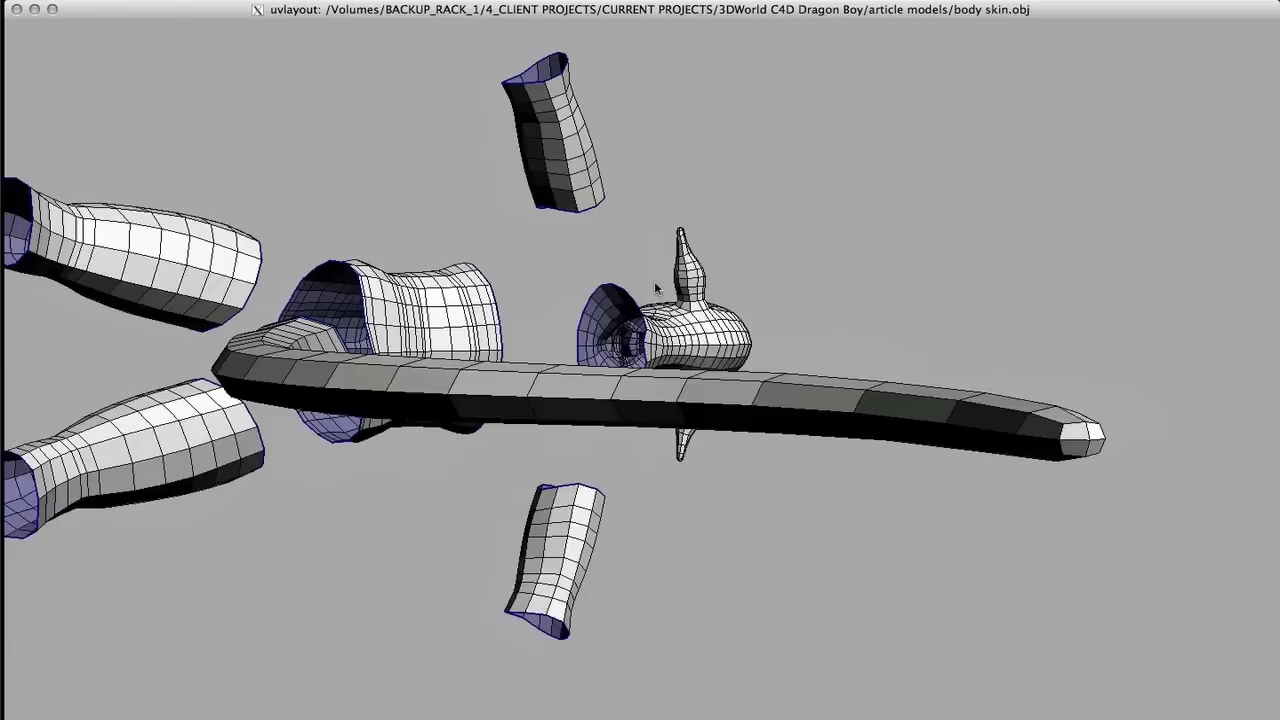 uvlayout: /Volumes/BACKUP_RACK_1/4_CLIENT PROJECTS/CURRENT PROJECTS/3DWorld C4D Dragon Boy/article models/body skin.obj